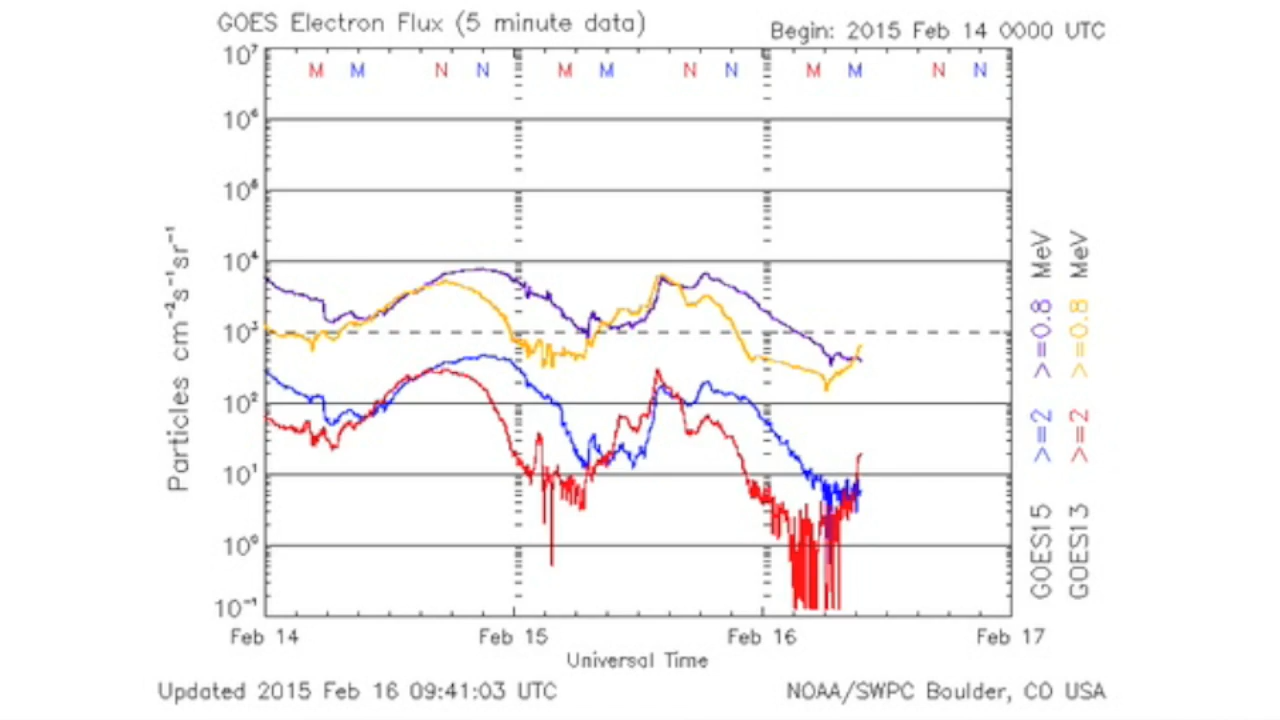 GOES Electron Flux (5 minute data)
Begin: 2015 Feb 14 0000 UTC
10⁷
M M N N M M N N M M N N
10⁶
10⁵
10⁴
10³
10²
10¹
10⁰
10⁻¹
Particles cm⁻²s⁻¹sr⁻¹
Feb 14 Feb 15 Feb 16 Feb 17
Universal Time
GOES15 >=2 >=0.8 MeV
GOES13 >=2 >=0.8 MeV
Updated 2015 Feb 16 09:41:03 UTC
NOAA/SWPC Boulder, CO USA